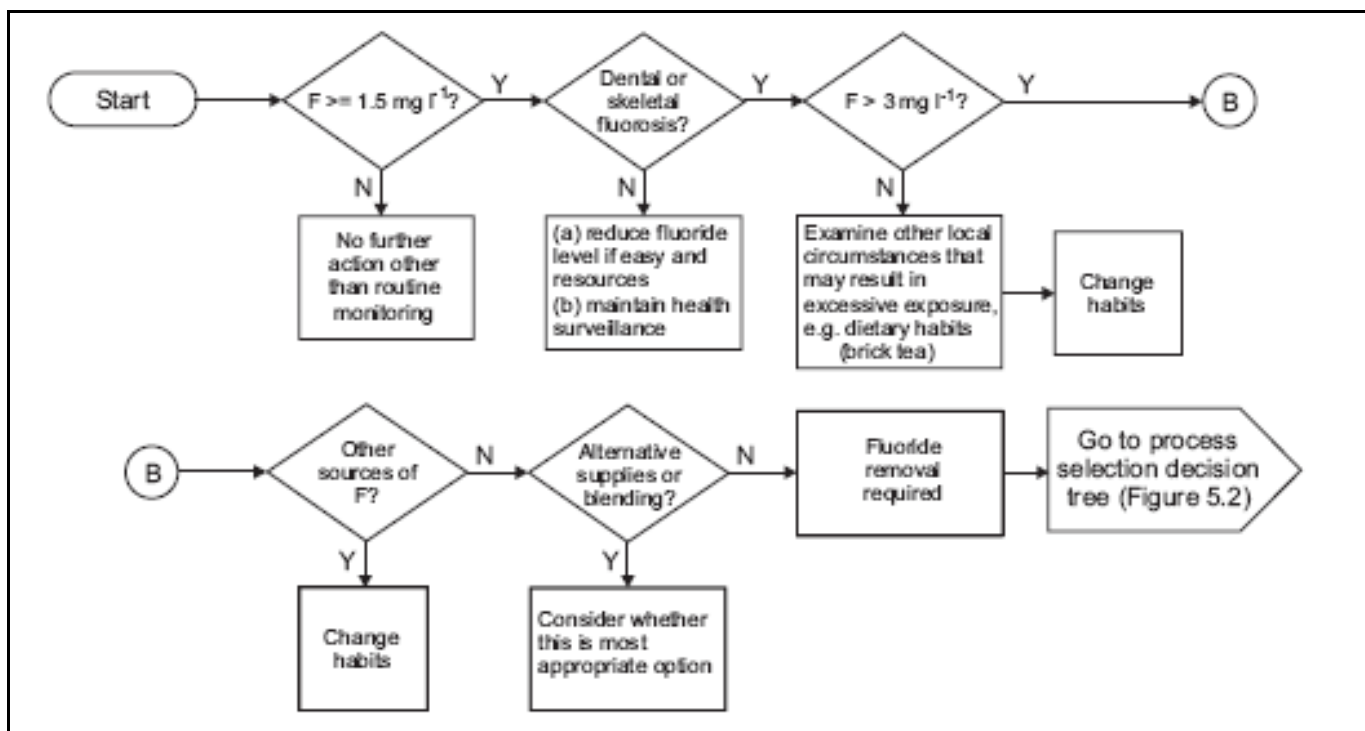 Start
F >= 1.5 mg l⁻¹?
Y
N
No further
action other
than routine
monitoring
Dental or
skeletal
fluorosis?
Y
N
(a) reduce fluoride
level if easy and
resources
(b) maintain health
surveillance
F > 3 mg l⁻¹?
Y
N
Examine other local
circumstances that
may result in
excessive exposure,
e.g. dietary habits
(brick tea)
Change
habits
B
B
Other
sources of
F?
N
Y
Change
habits
Alternative
supplies or
blending?
N
Y
Consider whether
this is most
appropriate option
Fluoride
removal
required
Go to process
selection decision
tree (Figure 5.2)